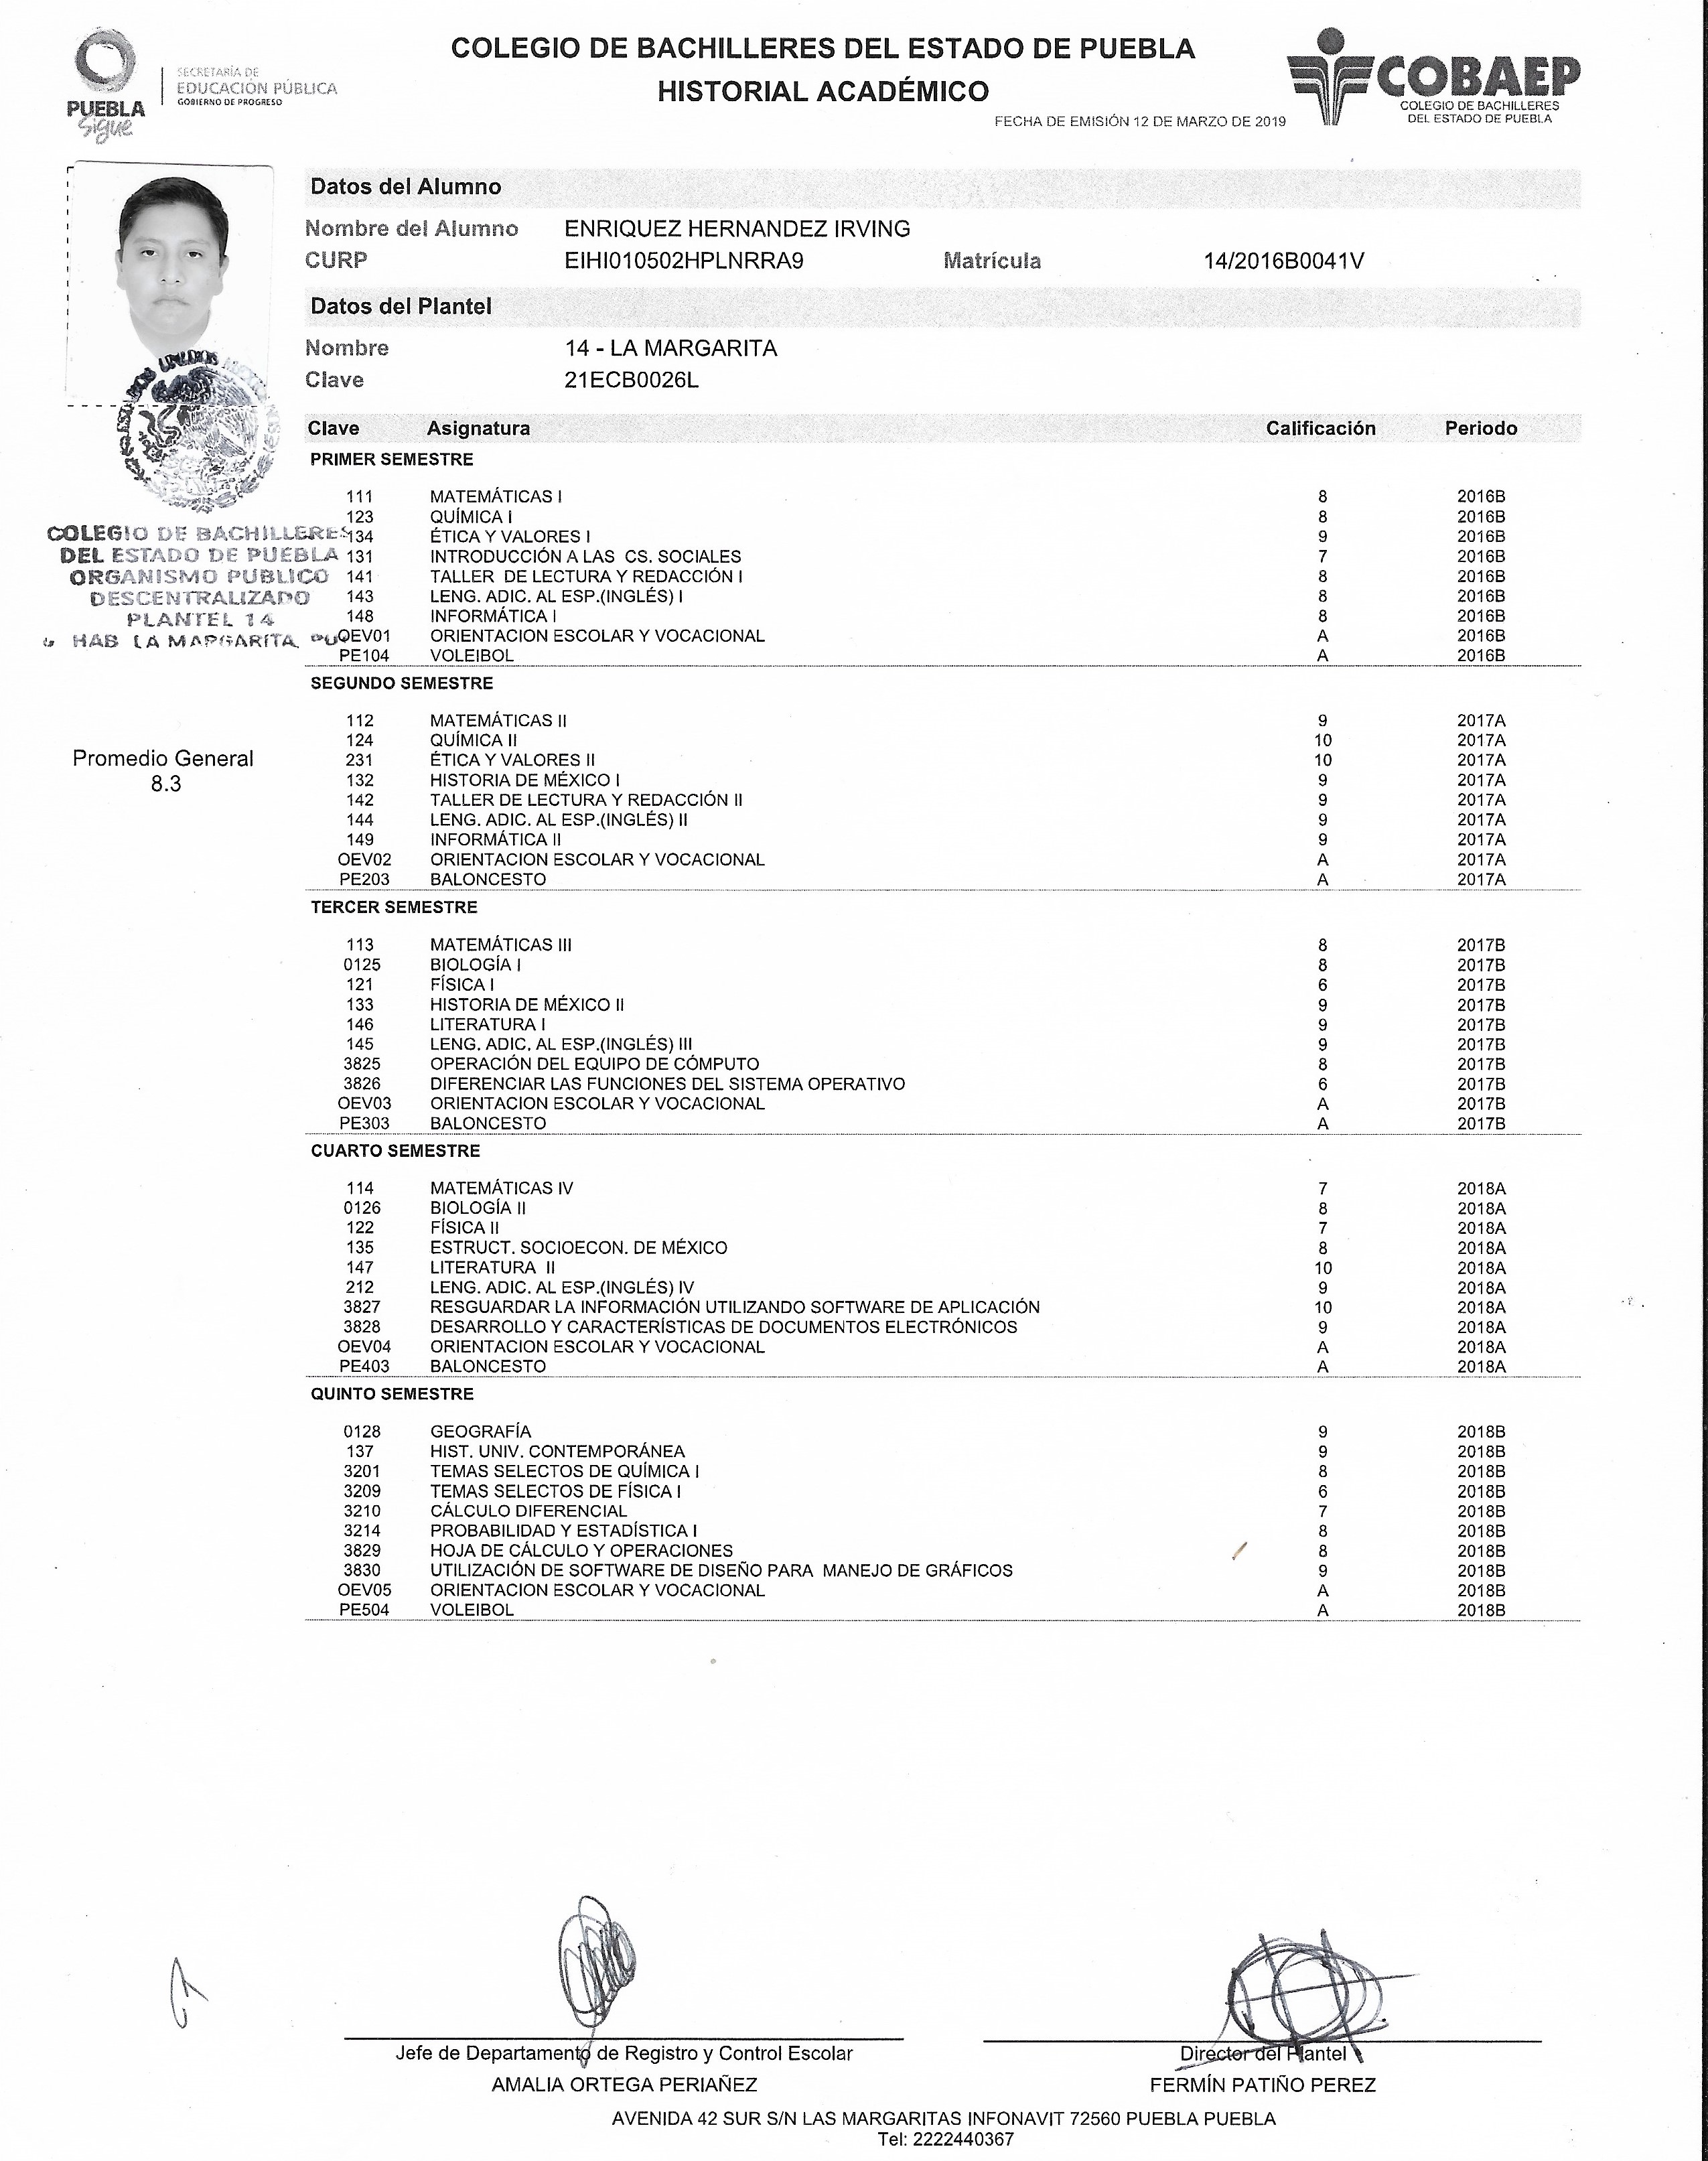 COLEGIO DE BACHILLERES DEL ESTADO DE PUEBLA
HISTORIAL ACADÉMICO
FECHA DE EMISIÓN 12 DE MARZO DE 2019
PUEBLA
Sigue
SECRETARÍA DE
EDUCACIÓN PÚBLICA
GOBIERNO DE PROGRESO
COBAEP
COLEGIO DE BACHILLERES
DEL ESTADO DE PUEBLA
Datos del Alumno
Nombre del Alumno ENRIQUEZ HERNANDEZ IRVING
CURP EIHI010502HPLNRRA9 Matrícula 14/2016B0041V
Datos del Plantel
Nombre 14 - LA MARGARITA
Clave 21ECB0026L
UNIDOS
COLEGIO DE BACHILLERES
DEL ESTADO DE PUEBLA
ORGANISMO PUBLICO
DESCENTRALIZADO
PLANTEL 14
HAB LA MARGARITA, PU
Promedio General
8.3
Clave Asignatura Calificación Periodo
PRIMER SEMESTRE
111 MATEMÁTICAS I 8 2016B
123 QUÍMICA I 8 2016B
134 ÉTICA Y VALORES I 9 2016B
131 INTRODUCCIÓN A LAS CS. SOCIALES 7 2016B
141 TALLER DE LECTURA Y REDACCIÓN I 8 2016B
143 LENG. ADIC. AL ESP.(INGLÉS) I 8 2016B
148 INFORMÁTICA I 8 2016B
OEV01 ORIENTACION ESCOLAR Y VOCACIONAL A 2016B
PE104 VOLEIBOL A 2016B
SEGUNDO SEMESTRE
112 MATEMÁTICAS II 9 2017A
124 QUÍMICA II 10 2017A
231 ÉTICA Y VALORES II 10 2017A
132 HISTORIA DE MÉXICO I 9 2017A
142 TALLER DE LECTURA Y REDACCIÓN II 9 2017A
144 LENG. ADIC. AL ESP.(INGLÉS) II 9 2017A
149 INFORMÁTICA II 9 2017A
OEV02 ORIENTACION ESCOLAR Y VOCACIONAL A 2017A
PE203 BALONCESTO A 2017A
TERCER SEMESTRE
113 MATEMÁTICAS III 8 2017B
0125 BIOLOGÍA I 8 2017B
121 FÍSICA I 6 2017B
133 HISTORIA DE MÉXICO II 9 2017B
146 LITERATURA I 9 2017B
145 LENG. ADIC. AL ESP.(INGLÉS) III 9 2017B
3825 OPERACIÓN DEL EQUIPO DE CÓMPUTO 8 2017B
3826 DIFERENCIAR LAS FUNCIONES DEL SISTEMA OPERATIVO 6 2017B
OEV03 ORIENTACION ESCOLAR Y VOCACIONAL A 2017B
PE303 BALONCESTO A 2017B
CUARTO SEMESTRE
114 MATEMÁTICAS IV 7 2018A
0126 BIOLOGÍA II 8 2018A
122 FÍSICA II 7 2018A
135 ESTRUCT. SOCIOECON. DE MÉXICO 8 2018A
147 LITERATURA II 10 2018A
212 LENG. ADIC. AL ESP.(INGLÉS) IV 9 2018A
3827 RESGUARDAR LA INFORMACIÓN UTILIZANDO SOFTWARE DE APLICACIÓN 10 2018A
3828 DESARROLLO Y CARACTERÍSTICAS DE DOCUMENTOS ELECTRÓNICOS 9 2018A
OEV04 ORIENTACION ESCOLAR Y VOCACIONAL A 2018A
PE403 BALONCESTO A 2018A
QUINTO SEMESTRE
0128 GEOGRAFÍA 9 2018B
137 HIST. UNIV. CONTEMPORÁNEA 9 2018B
3201 TEMAS SELECTOS DE QUÍMICA I 8 2018B
3209 TEMAS SELECTOS DE FÍSICA I 6 2018B
3210 CÁLCULO DIFERENCIAL 7 2018B
3214 PROBABILIDAD Y ESTADÍSTICA I 8 2018B
3829 HOJA DE CÁLCULO Y OPERACIONES 8 2018B
3830 UTILIZACIÓN DE SOFTWARE DE DISEÑO PARA MANEJO DE GRÁFICOS 9 2018B
OEV05 ORIENTACION ESCOLAR Y VOCACIONAL A 2018B
PE504 VOLEIBOL A 2018B
Jefe de Departamento de Registro y Control Escolar
AMALIA ORTEGA PERIAÑEZ
Director del Plantel
FERMÍN PATIÑO PEREZ
AVENIDA 42 SUR S/N LAS MARGARITAS INFONAVIT 72560 PUEBLA PUEBLA
Tel: 2222440367